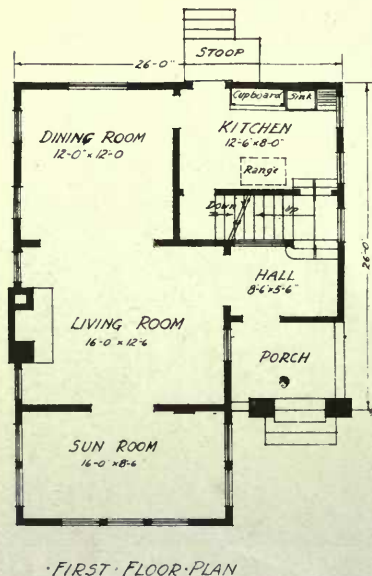 STOOP
26'-0"
Cupboard
Sink
DINING ROOM
12'-0" x 12'-0
KITCHEN
12'-6" x 8'-0"
Range
Down
UP
26'-0"
HALL
8'-6" x 5'-6"
LIVING ROOM
16'-0" x 12'-6
PORCH
SUN ROOM
16'-0" x 8'-6
·FIRST·FLOOR·PLAN